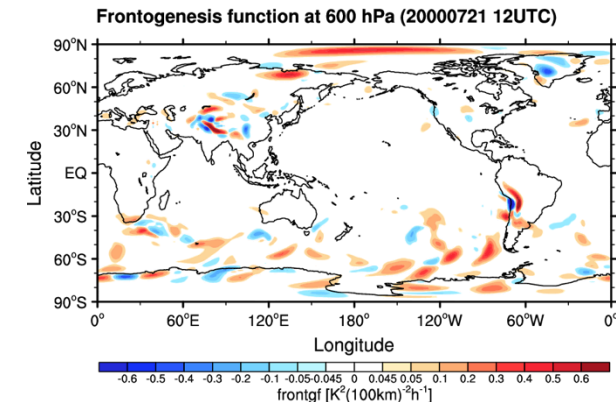 Frontogenesis function at 600 hPa (20000721 12UTC)
90°N
60°N
30°N
EQ
30°S
60°S
90°S
Latitude
0° 60°E 120°E 180° 120°W 60°W 0°
Longitude
-0.6 -0.5 -0.4 -0.3 -0.2 -0.1 -0.05-0.045 0 0.045 0.05 0.1 0.2 0.3 0.4 0.5 0.6
frontgf [K²(100km)⁻²h⁻¹]